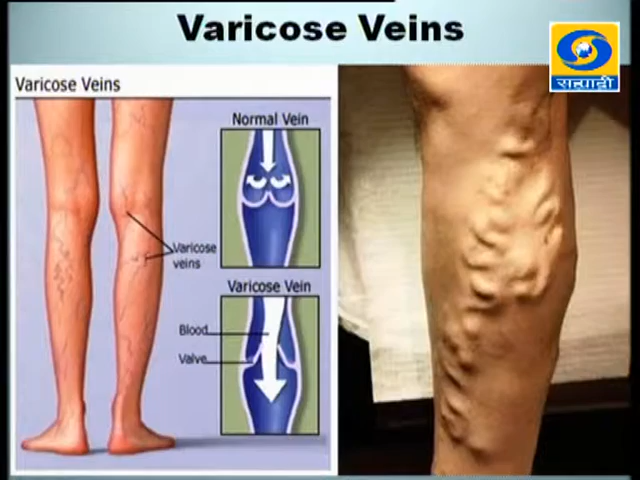 Varicose Veins
सह्याद्री
Varicose Veins
Normal Vein
Varicose
veins
Varicose Vein
Blood
Valve